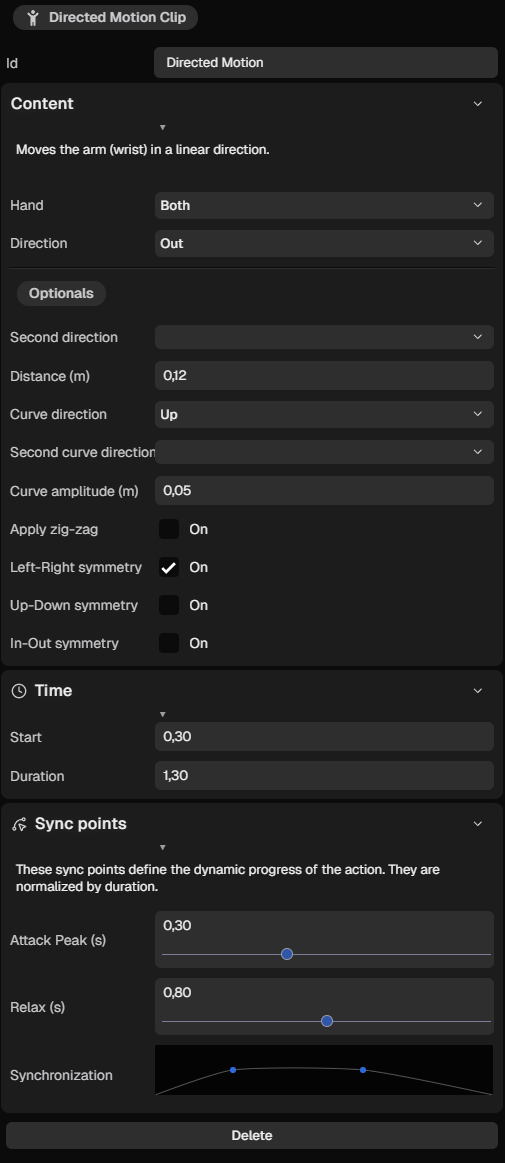 Directed Motion Clip
Id
Directed Motion
Content
Moves the arm (wrist) in a linear direction.
Hand
Both
Direction
Out
Optionals
Second direction
Distance (m)
0,12
Curve direction
Up
Second curve direction
Curve amplitude (m)
0,05
Apply zig-zag
On
Left-Right symmetry
On
Up-Down symmetry
On
In-Out symmetry
On
Time
Start
0,30
Duration
1,30
Sync points
These sync points define the dynamic progress of the action. They are
normalized by duration.
Attack Peak (s)
0,30
Relax (s)
0,80
Synchronization
Delete